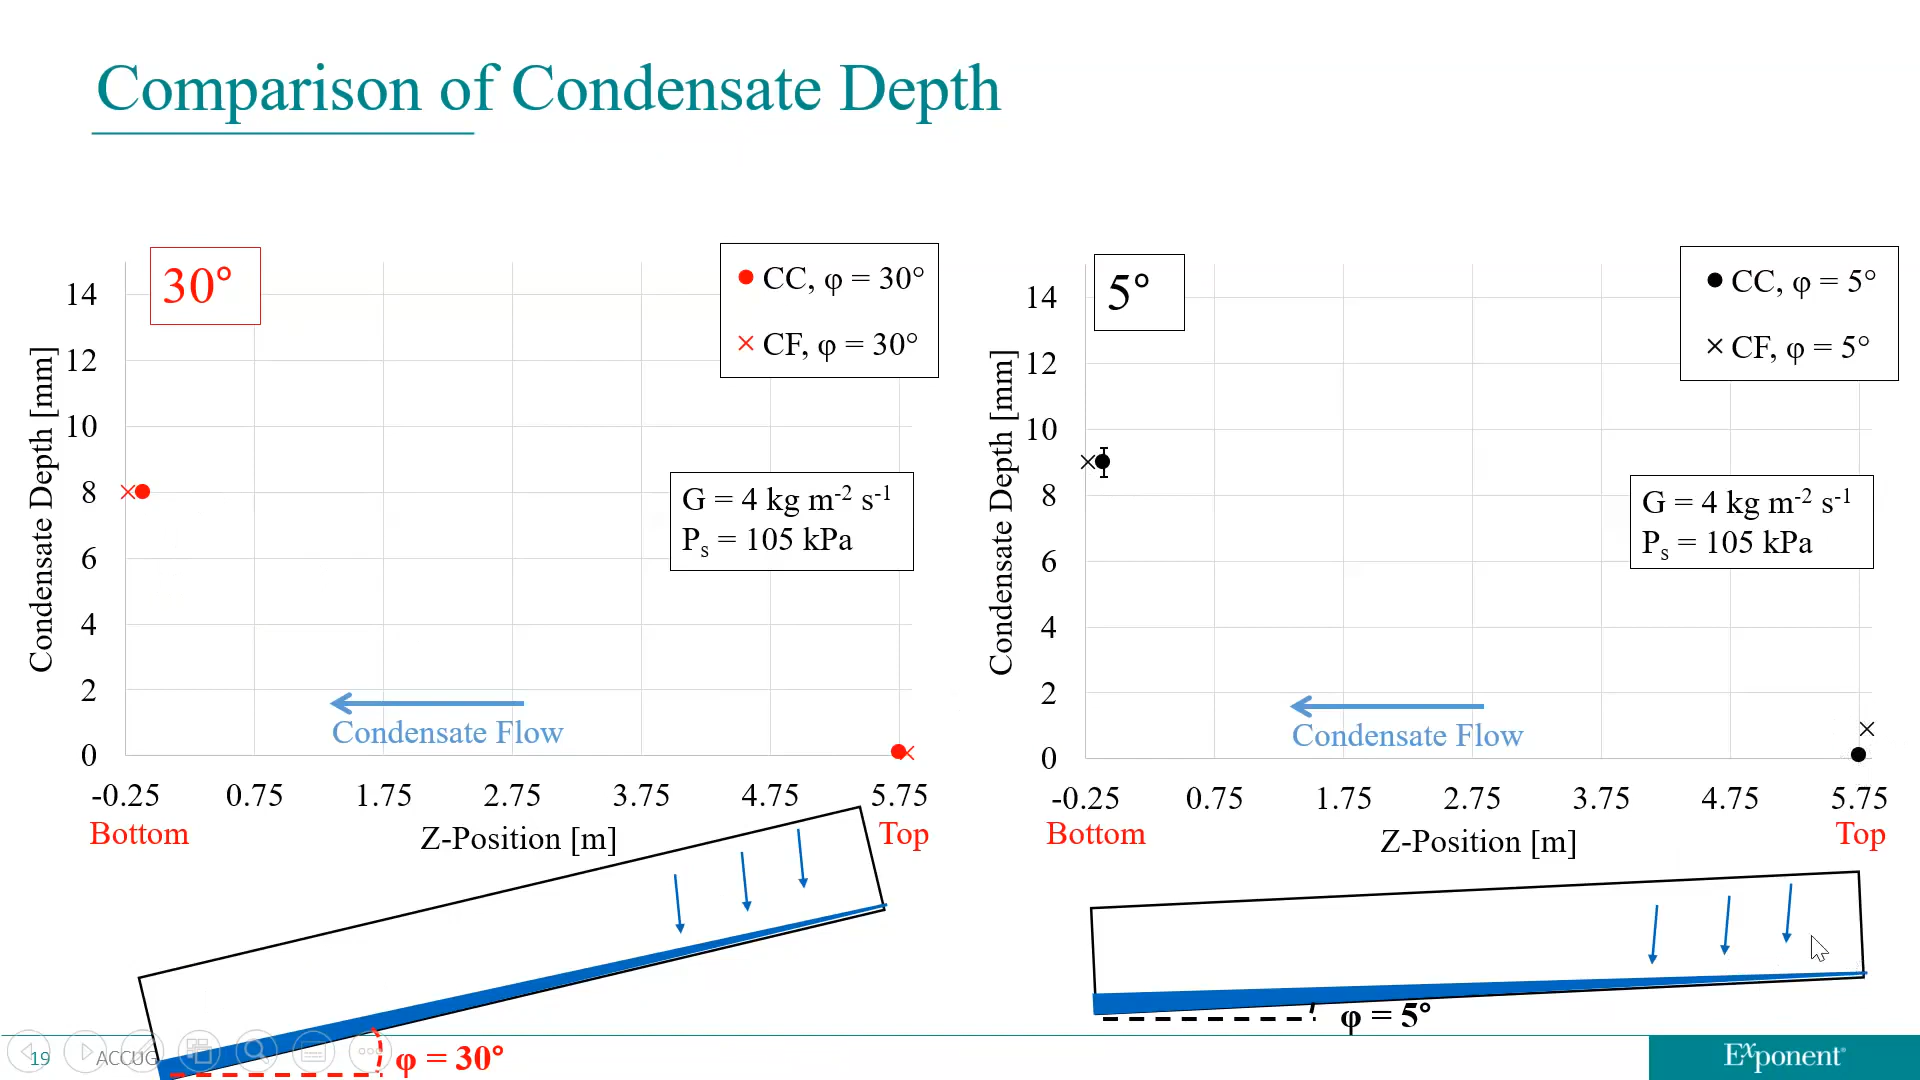 Comparison of Condensate Depth
30°
CC, φ = 30°
CF, φ = 30°
G = 4 kg m-2 s-1
Ps = 105 kPa
Condensate Depth [mm]
14
12
10
8
6
4
2
0
Condensate Flow
-0.25 0.75 1.75 2.75 3.75 4.75 5.75
Bottom
Z-Position [m]
Top
φ = 30°
5°
CC, φ = 5°
CF, φ = 5°
G = 4 kg m-2 s-1
Ps = 105 kPa
Condensate Depth [mm]
14
12
10
8
6
4
2
0
Condensate Flow
-0.25 0.75 1.75 2.75 3.75 4.75 5.75
Bottom
Z-Position [m]
Top
φ = 5°
19
ACCUG
Exponent